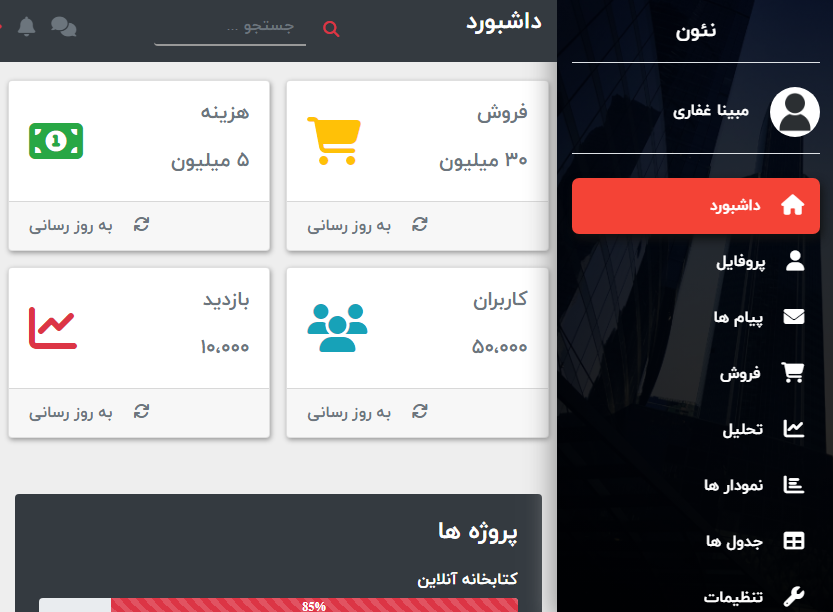 نئون
مبینا غفاری
داشبورد
پروفایل
پیام ها
فروش
تحلیل
نمودار ها
جدول ها
تنظیمات
داشبورد
جستجو ...
فروش
۳۰ میلیون
به روز رسانی
هزینه
۵ میلیون
به روز رسانی
کاربران
۵۰،۰۰۰
به روز رسانی
بازدید
۱۰،۰۰۰
به روز رسانی
پروژه ها
کتابخانه آنلاین
85%